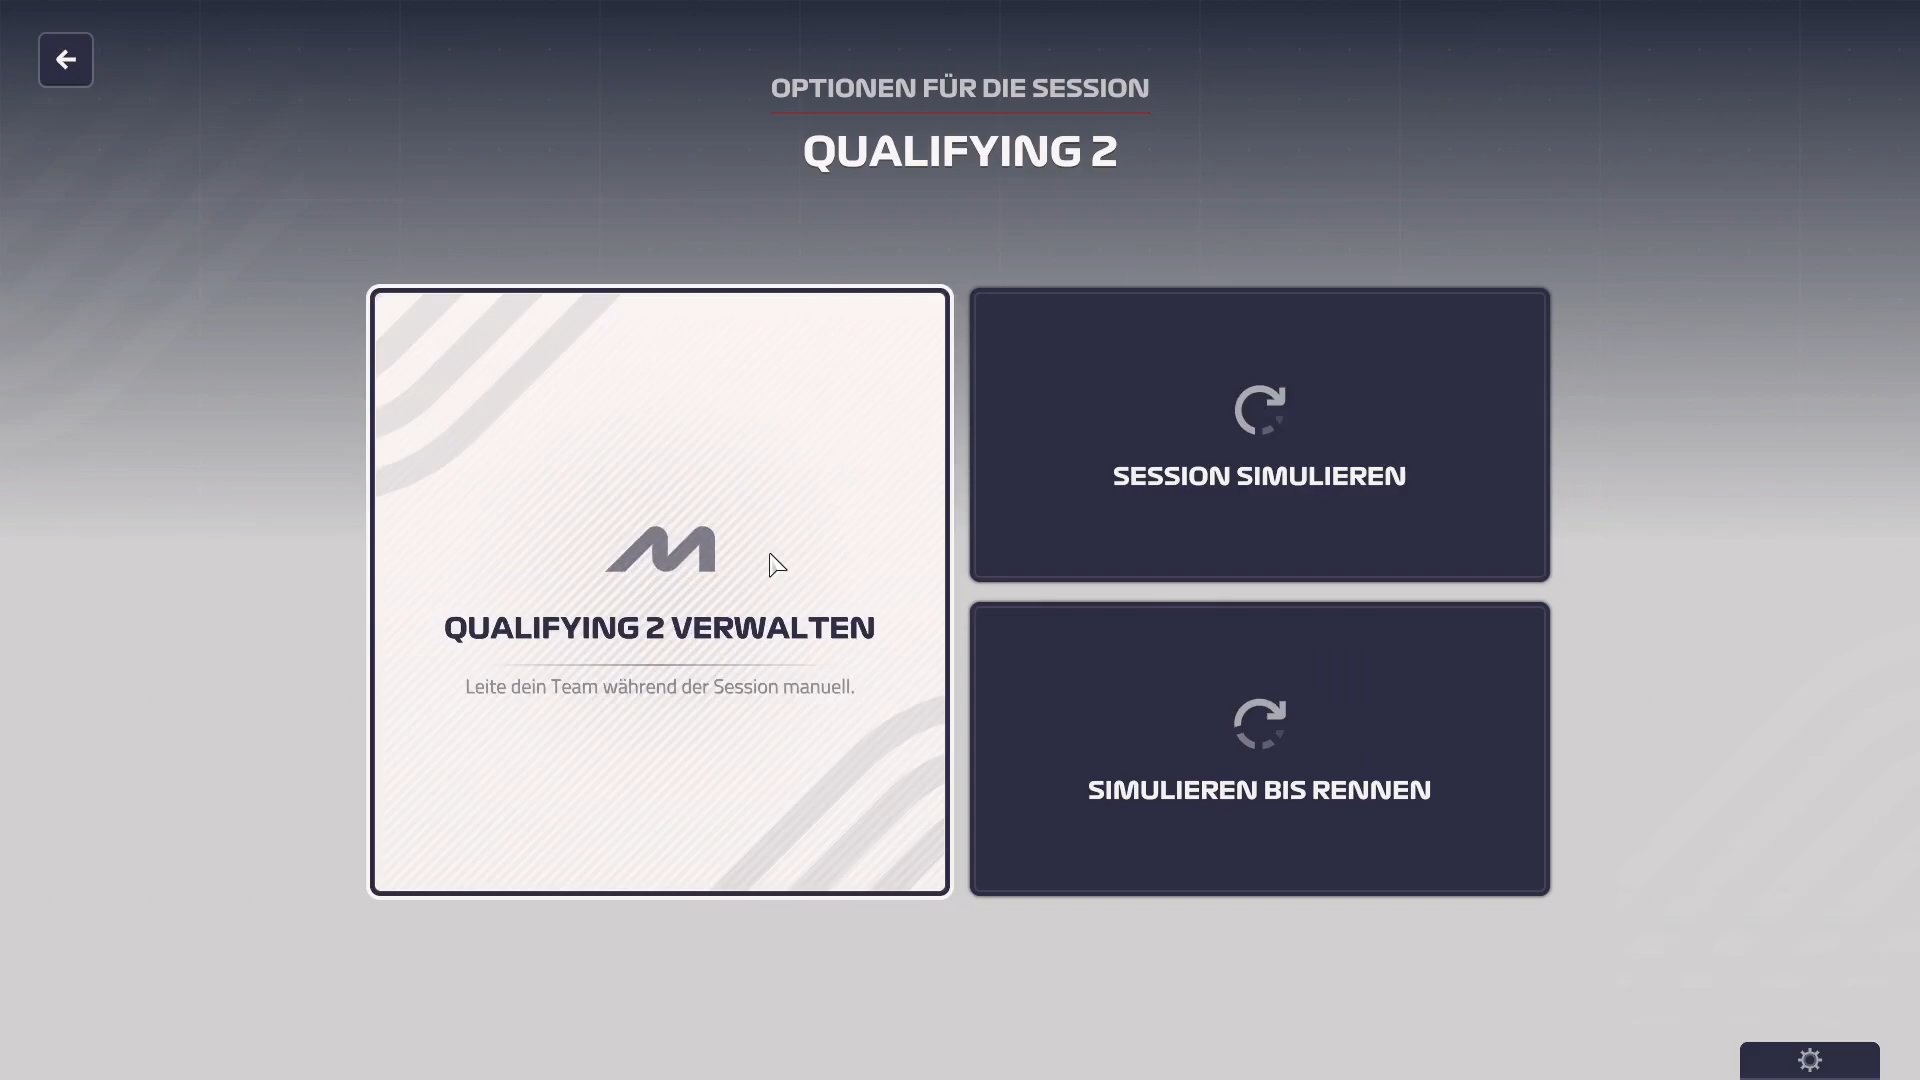 OPTIONEN FÜR DIE SESSION
QUALIFYING 2
QUALIFYING 2 VERWALTEN
Leite dein Team während der Session manuell.
SESSION SIMULIEREN
SIMULIEREN BIS RENNEN